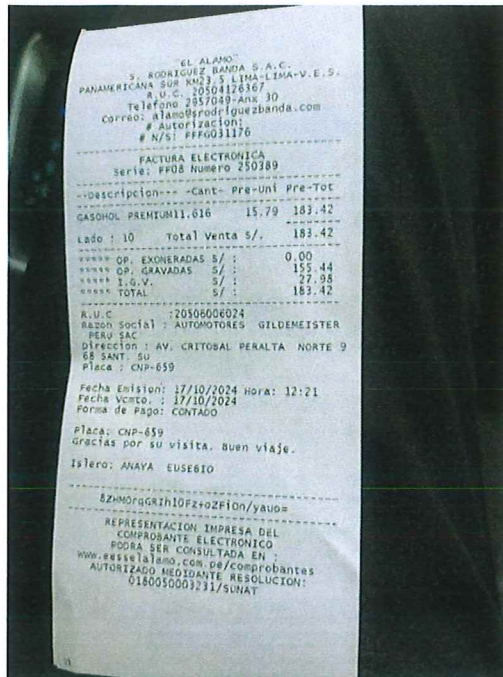 "EL ALAMO"
S. RODRIGUEZ BANDA S.A.C.
PANAMERICANA SUR KM23.5 LIMA-LIMA-V.E.S.
R.U.C. 20504126367
Telefono 2957049-Anx 30
Correo: alamo@srodriguezbanda.com
# Autorizacion:
# N/S: FFFG031176
FACTURA ELECTRONICA
Serie: FF08 Numero 250389
--Descripcion--- -Cant- Pre-Uni Pre-Tot
GASOHOL PREMIUM11.616 15.79 183.42
Lado : 10 Total Venta S/. 183.42
***** OP. EXONERADAS S/ : 0.00
***** OP. GRAVADAS S/ : 155.44
***** I.G.V. S/ : 27.98
***** TOTAL S/ : 183.42
R.U.C :20506006024
Razon Social : AUTOMOTORES GILDEMEISTER
PERU SAC
Direccion : AV. CRITOBAL PERALTA NORTE 9
68 SANT. SU
Placa : CNP-659
Fecha Emision: 17/10/2024 Hora: 12:21
Fecha Vcmto. : 17/10/2024
Forma de Pago: CONTADO
Placa: CNP-659
Gracias por su visita. Buen viaje.
Islero: ANAYA EUSEBIO
8ZHMOrqGRIhlOFz+oZFiOn/yauo=
REPRESENTACION IMPRESA DEL
COMPROBANTE ELECTRONICO
PODRA SER CONSULTADA EN :
www.eesselalamo.com.pe/comprobantes
AUTORIZADO MEDIDANTE RESOLUCION:
0180050003231/SUNAT